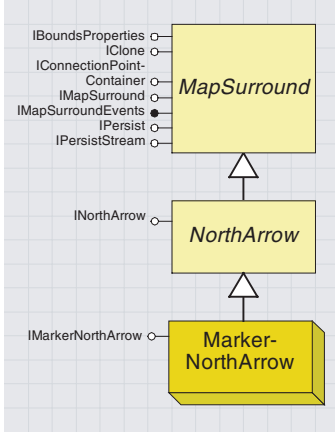 IBoundsProperties
IClone
IConnectionPoint-
Container
IMapSurround
IMapSurroundEvents
IPersist
IPersistStream
MapSurround
INorthArrow
NorthArrow
IMarkerNorthArrow
Marker-
NorthArrow